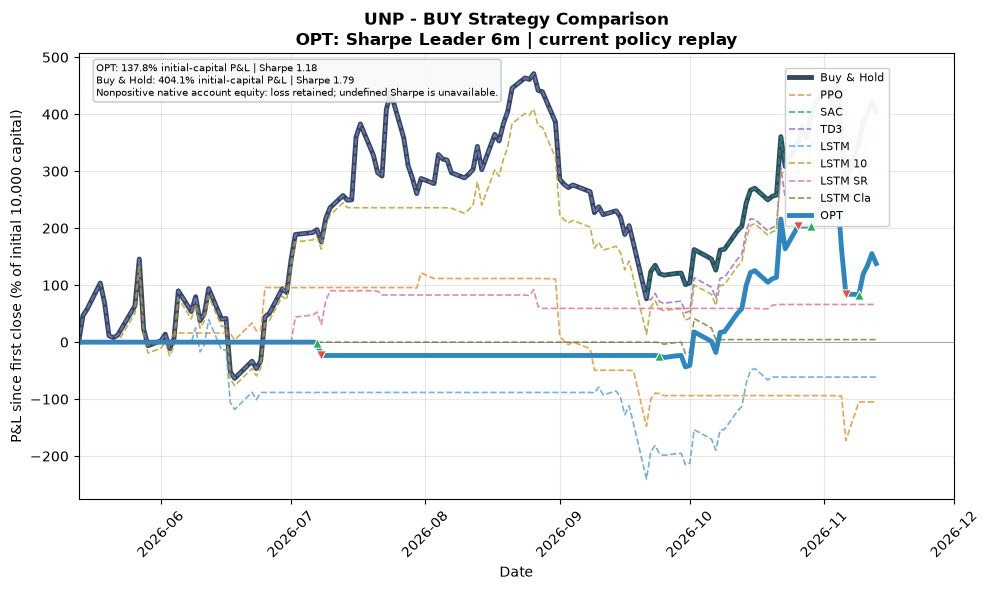 UNP - BUY Strategy Comparison
OPT: Sharpe Leader 6m | current policy replay
OPT: 137.8% initial-capital P&L | Sharpe 1.18
Buy & Hold: 404.1% initial-capital P&L | Sharpe 1.79
Nonpositive native account equity: loss retained; undefined Sharpe is unavailable.
Buy & Hold
PPO
SAC
TD3
LSTM
LSTM 10
LSTM SR
LSTM Cla
OPT
P&L since first close (% of initial 10,000 capital)
500
400
300
200
100
0
−100
−200
2026-06
2026-07
2026-08
2026-09
2026-10
2026-11
2026-12
Date